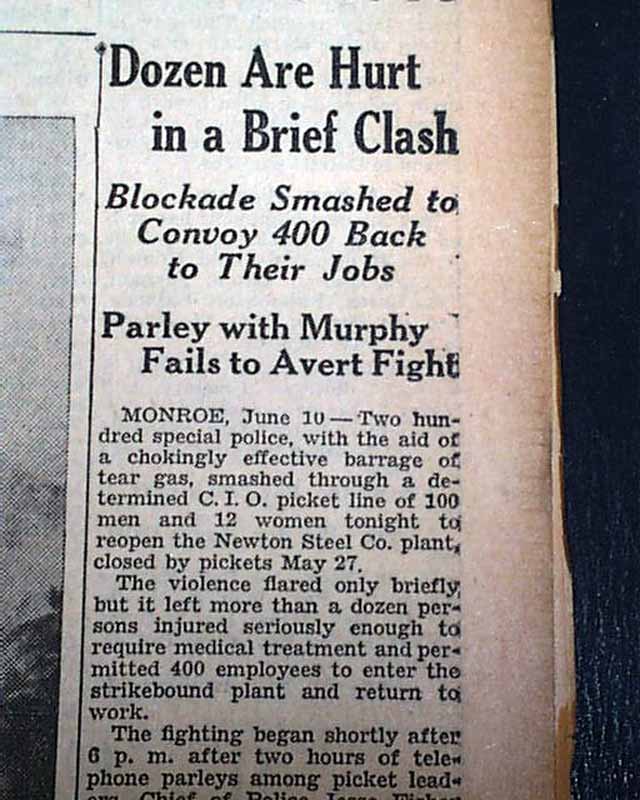 Dozen Are Hurt
in a Brief Clash
Blockade Smashed to
Convoy 400 Back
to Their Jobs
Parley with Murphy
Fails to Avert Fight
MONROE, June 10—Two hun-
dred special police, with the aid of
a chokingly effective barrage of
tear gas, smashed through a de-
termined C. I. O. picket line of 100
men and 12 women tonight to
reopen the Newton Steel Co. plant,
closed by pickets May 27.
The violence flared only briefly,
but it left more than a dozen per-
sons injured seriously enough to
require medical treatment and per-
mitted 400 employees to enter the
strikebound plant and return to
work.
The fighting began shortly after
6 p. m. after two hours of tele-
phone parleys among picket lead-
ers, Chief of Police Jesse Fisher